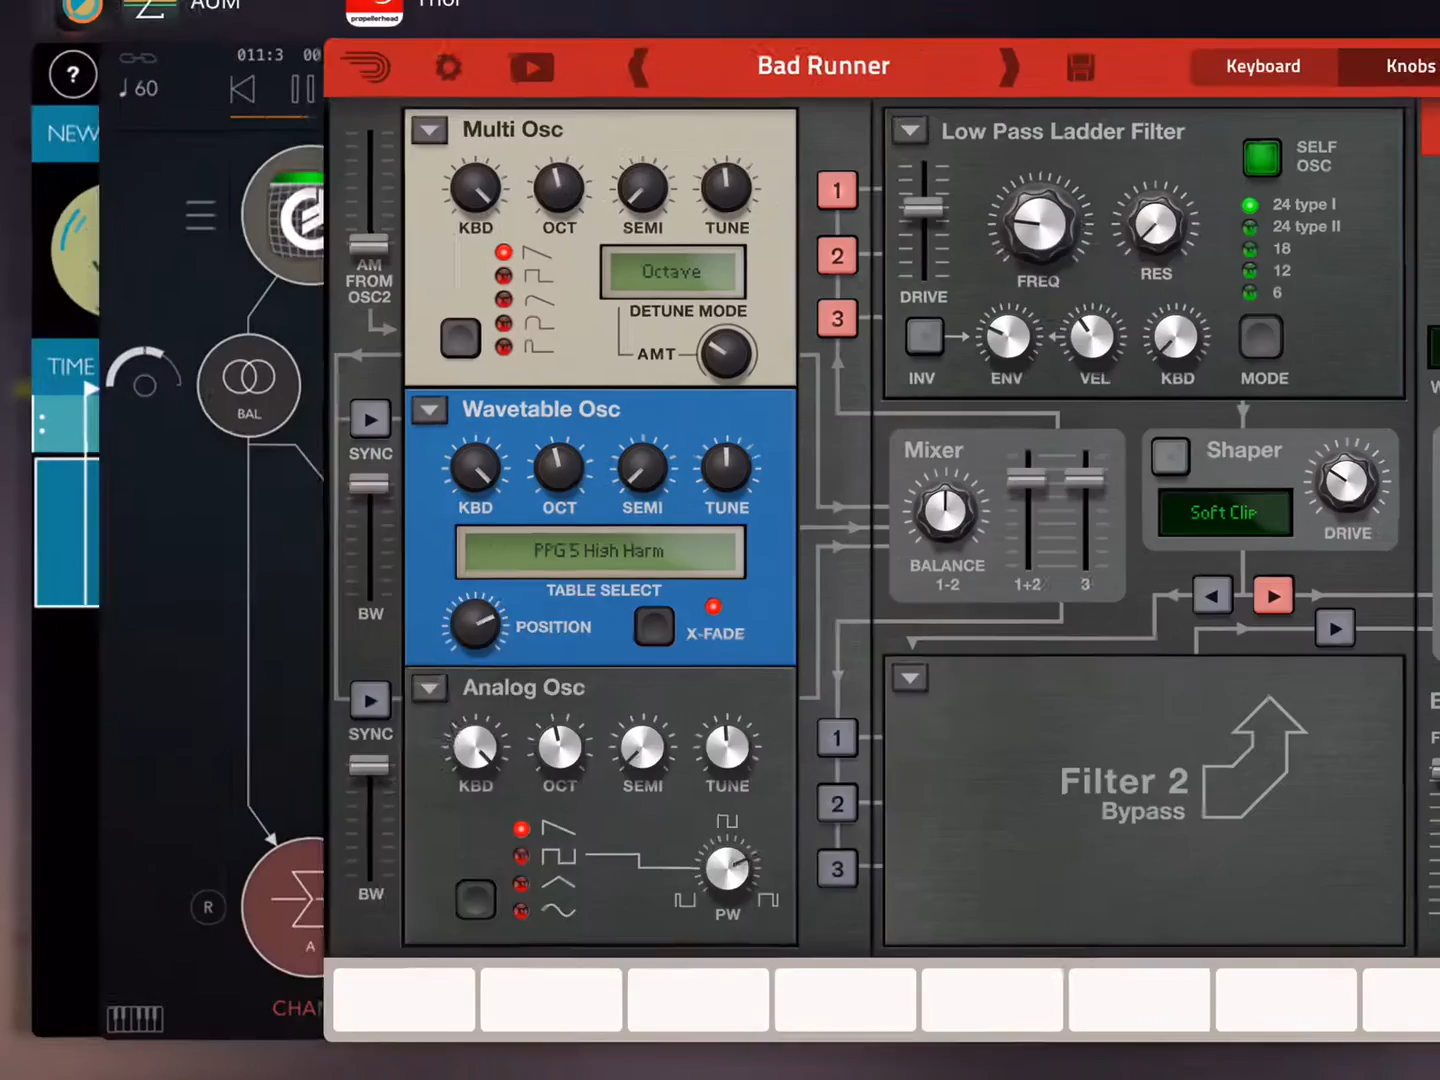 AUM
propellerhead
Thor
?
011:3 00
60
NEW
TIME
BAL
R
A
CHA
Bad Runner
Keyboard
Knobs
AM
FROM
OSC2
SYNC
BW
SYNC
BW
Multi Osc
KBD OCT SEMI TUNE
Octave
DETUNE MODE
AMT
Wavetable Osc
KBD OCT SEMI TUNE
PPG 5 High Harm
TABLE SELECT
POSITION
X-FADE
Analog Osc
KBD OCT SEMI TUNE
PW
1
2
3
1
2
3
Low Pass Ladder Filter
SELF
OSC
24 type I
24 type II
18
12
6
DRIVE
FREQ
RES
INV
ENV
VEL
KBD
MODE
Mixer
BALANCE
1-2
1+2
3
Shaper
Soft Clip
DRIVE
Filter 2
Bypass